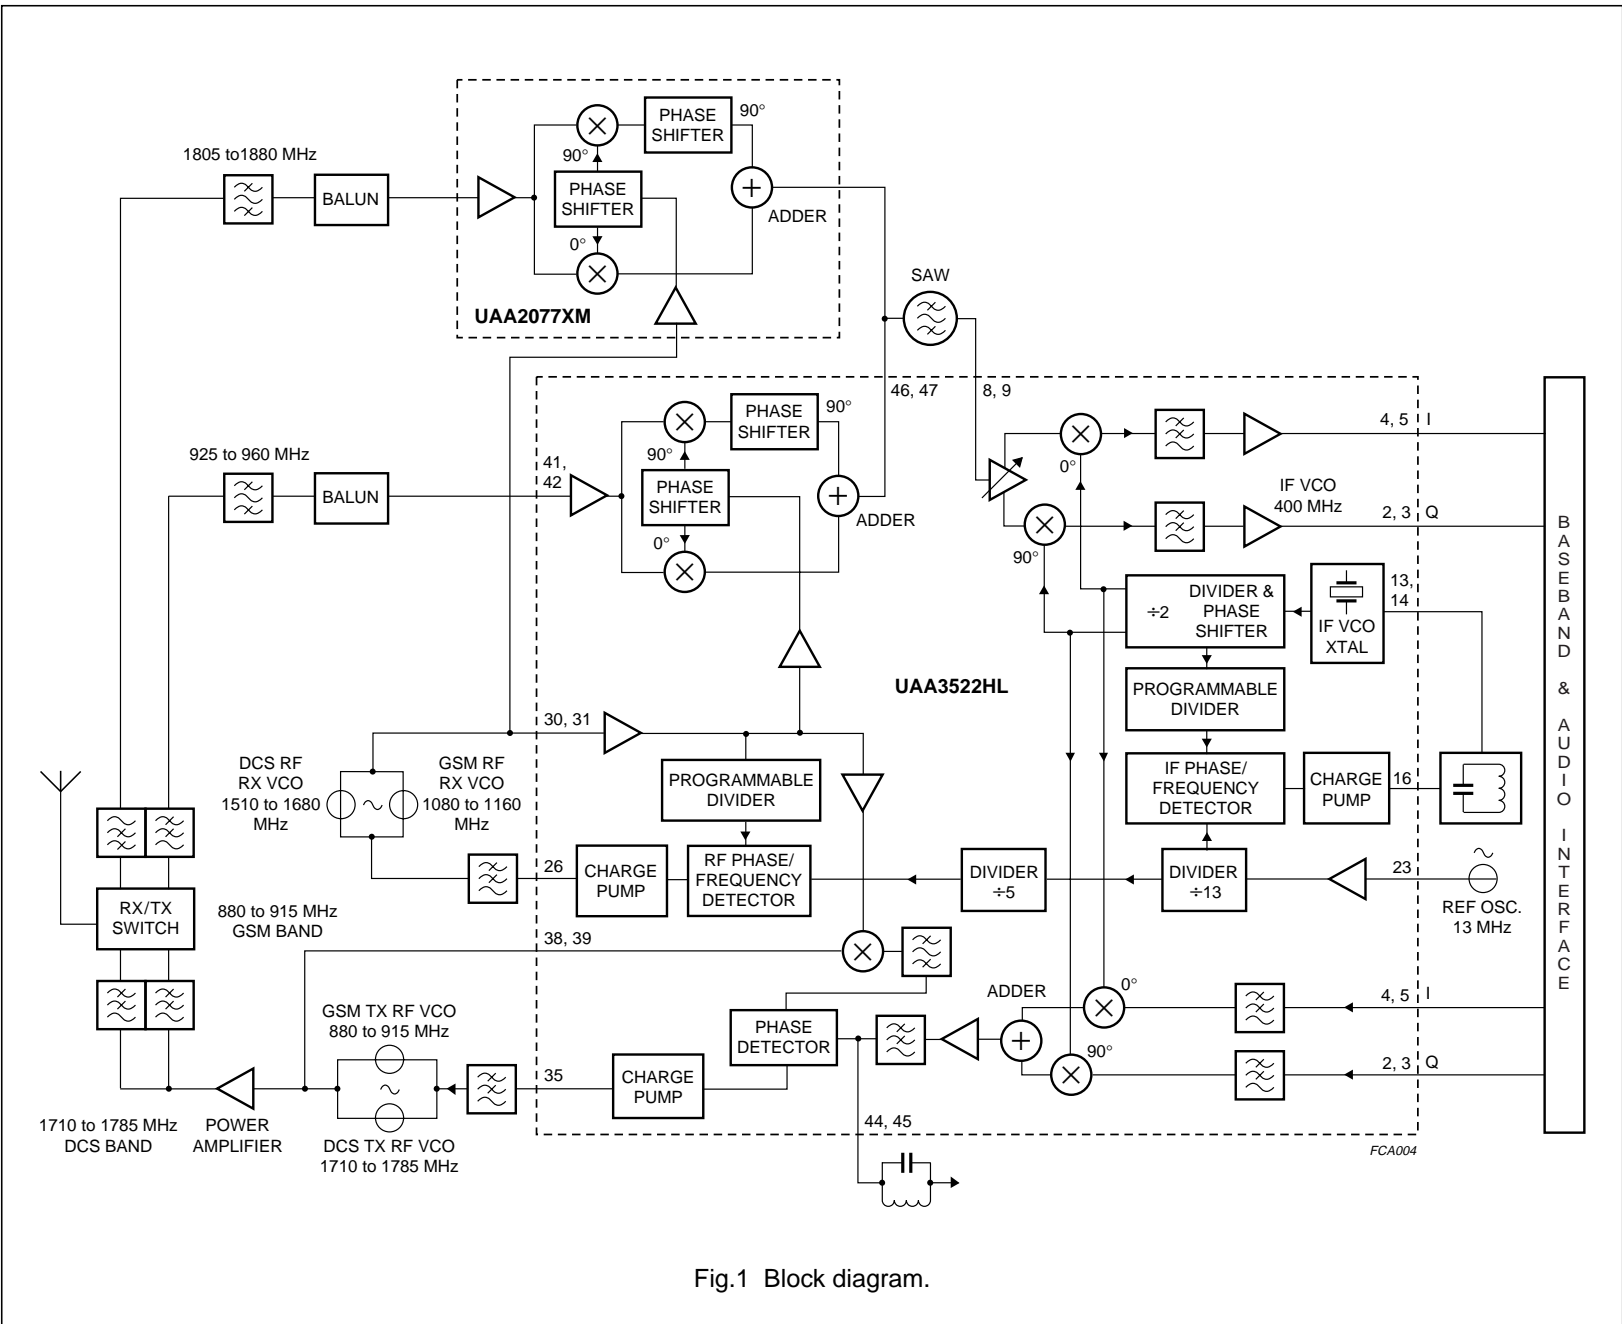 PHASE
SHIFTER
90°
1805 to1880 MHz
BALUN
90°
PHASE
SHIFTER
0°
ADDER
UAA2077XM
SAW
46, 47
8, 9
925 to 960 MHz
BALUN
41,
42
PHASE
SHIFTER
90°
90°
PHASE
SHIFTER
0°
ADDER
0°
90°
4, 5
I
IF VCO
400 MHz
2, 3
Q
÷2
DIVIDER &
PHASE
SHIFTER
IF VCO
XTAL
13,
14
UAA3522HL
PROGRAMMABLE
DIVIDER
30, 31
DCS RF
RX VCO
1510 to 1680
MHz
GSM RF
RX VCO
1080 to 1160
MHz
PROGRAMMABLE
DIVIDER
IF PHASE/
FREQUENCY
DETECTOR
CHARGE
PUMP
16
26
CHARGE
PUMP
RF PHASE/
FREQUENCY
DETECTOR
DIVIDER
÷5
DIVIDER
÷13
23
REF OSC.
13 MHz
RX/TX
SWITCH
880 to 915 MHz
GSM BAND
38, 39
ADDER
0°
4, 5
I
GSM TX RF VCO
880 to 915 MHz
PHASE
DETECTOR
90°
2, 3
Q
35
CHARGE
PUMP
1710 to 1785 MHz
DCS BAND
POWER
AMPLIFIER
DCS TX RF VCO
1710 to 1785 MHz
44, 45
BASEBAND & AUDIO INTERFACE
FCA004
Fig.1 Block diagram.